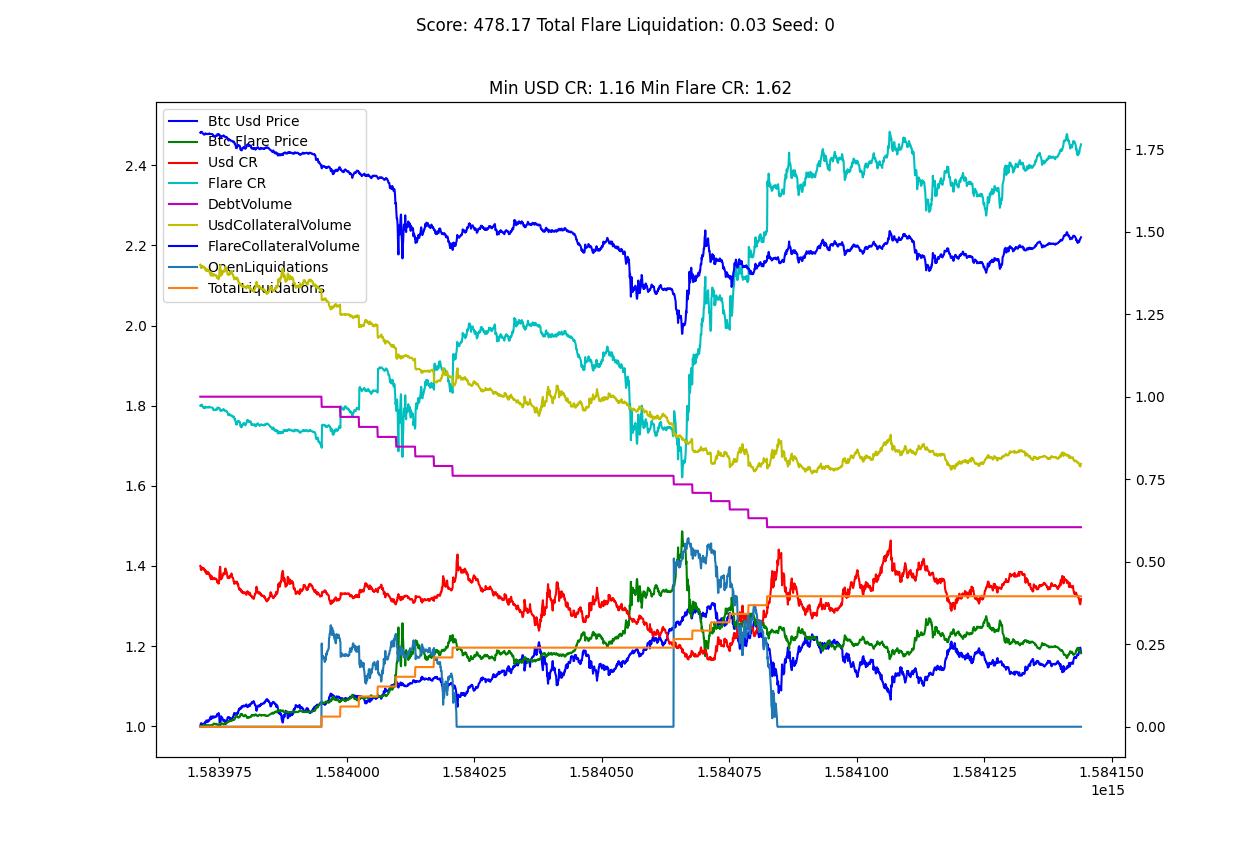 Score: 478.17 Total Flare Liquidation: 0.03 Seed: 0
Min USD CR: 1.16 Min Flare CR: 1.62
Btc Usd Price
Btc Flare Price
Usd CR
Flare CR
DebtVolume
UsdCollateralVolume
FlareCollateralVolume
OpenLiquidations
TotalLiquidations
2.4
2.2
2.0
1.8
1.6
1.4
1.2
1.0
1.75
1.50
1.25
1.00
0.75
0.50
0.25
0.00
1.583975 1.584000 1.584025 1.584050 1.584075 1.584100 1.584125 1.584150
1e15